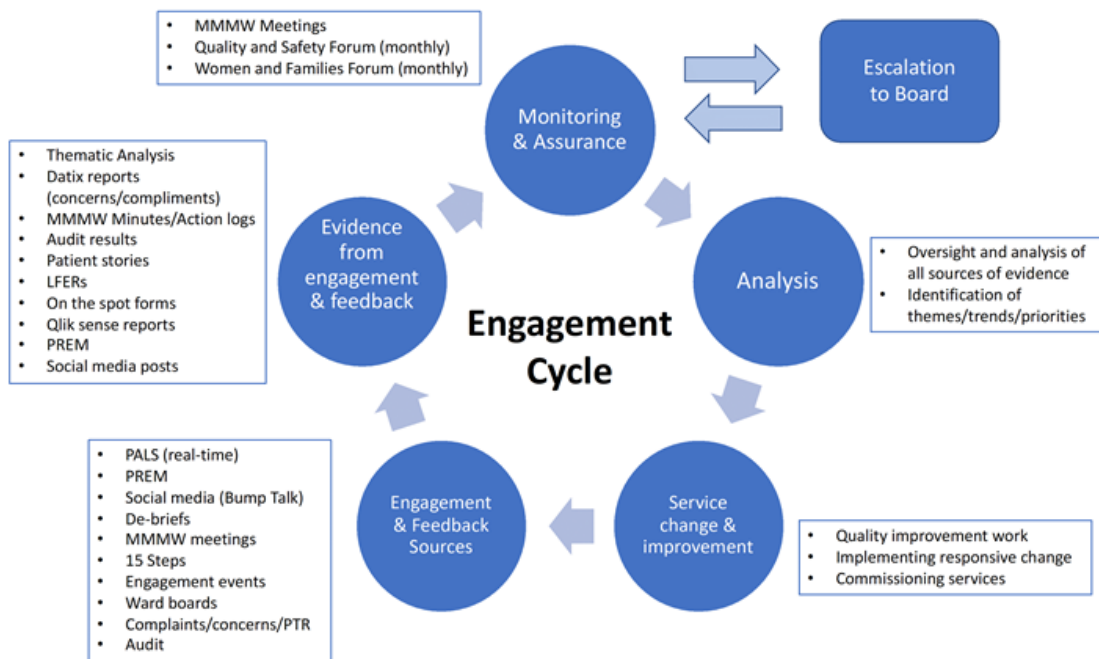 • MMMW Meetings
• Quality and Safety Forum (monthly)
• Women and Families Forum (monthly)
Monitoring
& Assurance
Escalation
to Board
• Thematic Analysis
• Datix reports
(concerns/compliments)
• MMMW Minutes/Action logs
• Audit results
• Patient stories
• LFERs
• On the spot forms
• Qlik sense reports
• PREM
• Social media posts
Evidence
from
engagement
& feedback
Engagement
Cycle
Analysis
• Oversight and analysis of
all sources of evidence
• Identification of
themes/trends/priorities
• PALS (real-time)
• PREM
• Social media (Bump Talk)
• De-briefs
• MMMW meetings
• 15 Steps
• Engagement events
• Ward boards
• Complaints/concerns/PTR
• Audit
Engagement
& Feedback
Sources
Service
change &
improvement
• Quality improvement work
• Implementing responsive change
• Commissioning services